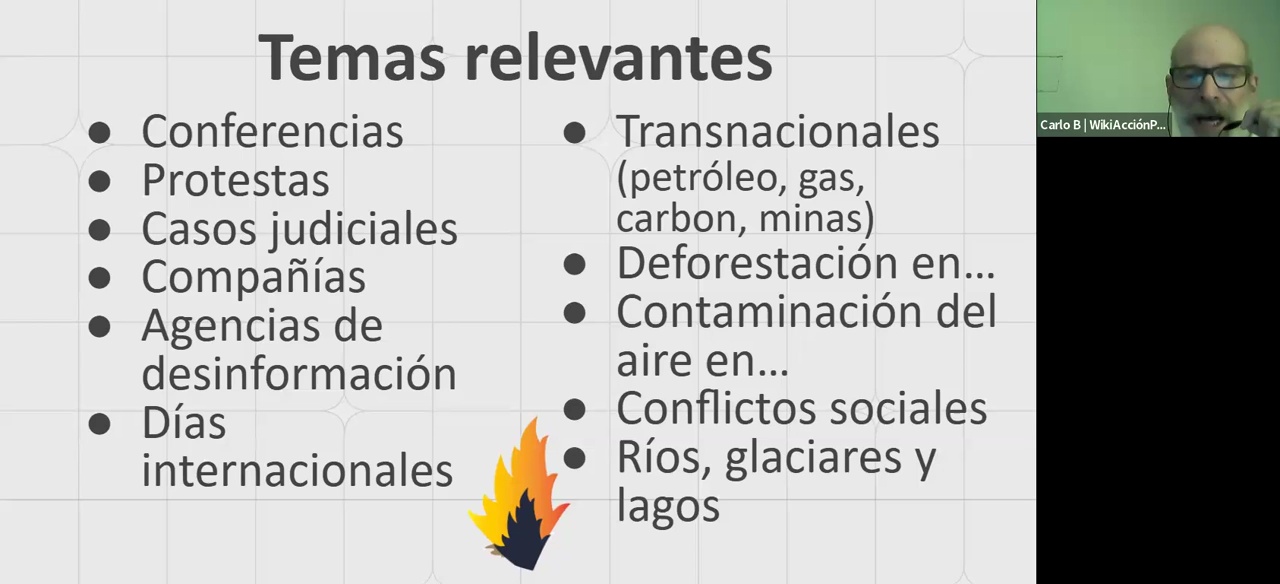 Temas relevantes
● Conferencias
● Protestas
● Casos judiciales
● Compañías
● Agencias de
desinformación
● Días
internacionales
● Transnacionales
(petróleo, gas,
carbon, minas)
● Deforestación en...
● Contaminación del
aire en...
● Conflictos sociales
● Ríos, glaciares y
lagos
Carlo B | WikiAcciónP...